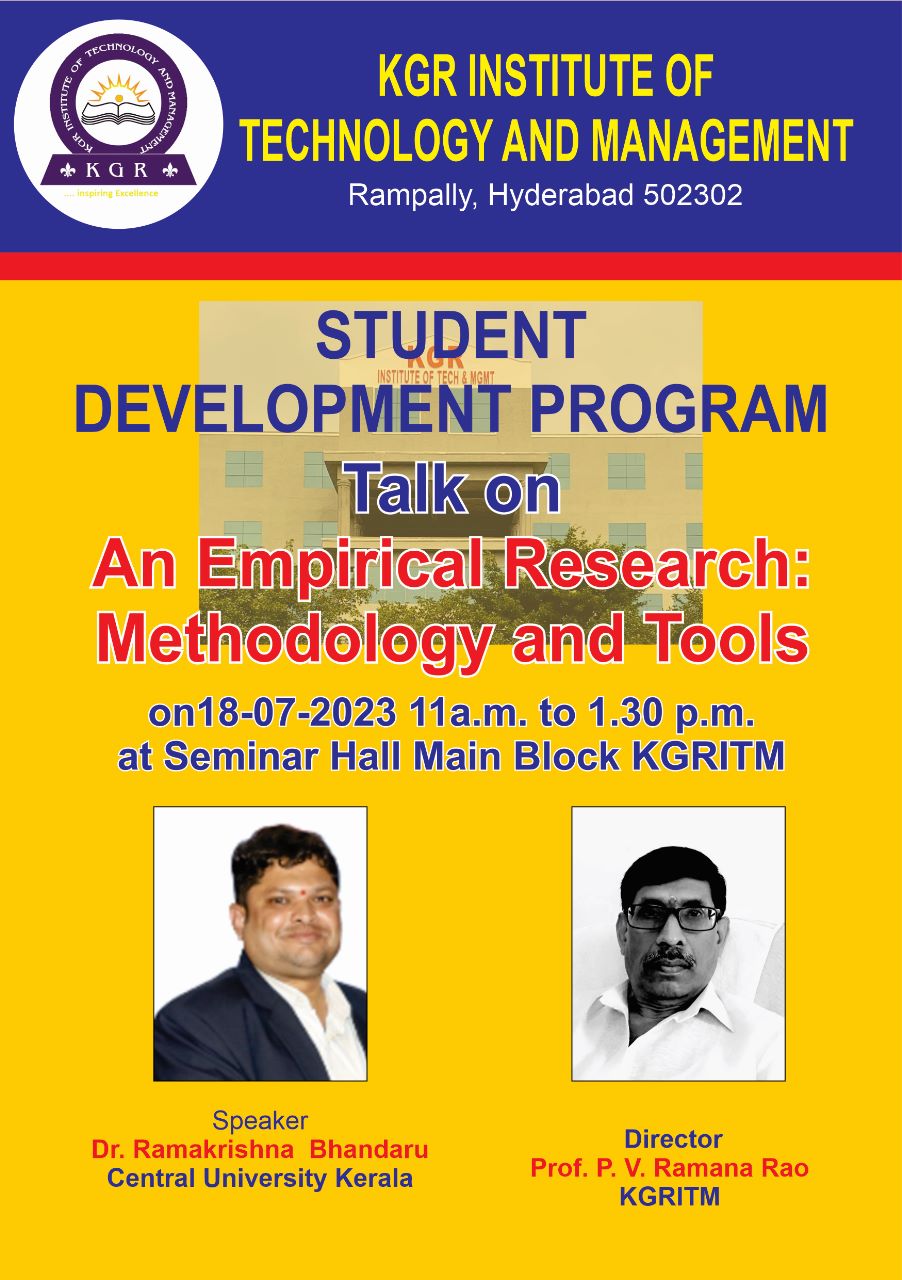 KGR INSTITUTE OF TECHNOLOGY AND MANAGEMENT
KGR
.... inspiring Excellence
KGR INSTITUTE OF
TECHNOLOGY AND MANAGEMENT
Rampally, Hyderabad 502302
STUDENT
KGR
INSTITUTE OF TECH & MGMT
DEVELOPMENT PROGRAM
Talk on
An Empirical Research:
Methodology and Tools
on18-07-2023 11a.m. to 1.30 p.m.
at Seminar Hall Main Block KGRITM
Speaker
Dr. Ramakrishna Bhandaru
Central University Kerala
Director
Prof. P. V. Ramana Rao
KGRITM